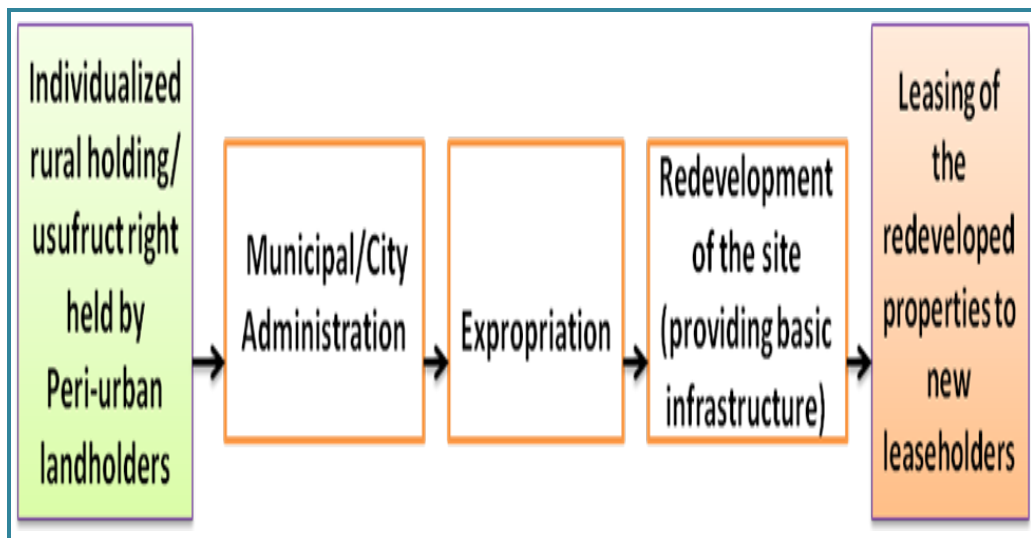 Individualized
rural holding/
usufruct right
held by
Peri-urban
landholders
Municipal/City
Administration
Expropriation
Redevelopment
of the site
(providing basic
infrastructure)
Leasing of
the
redeveloped
properties to
new
leaseholders